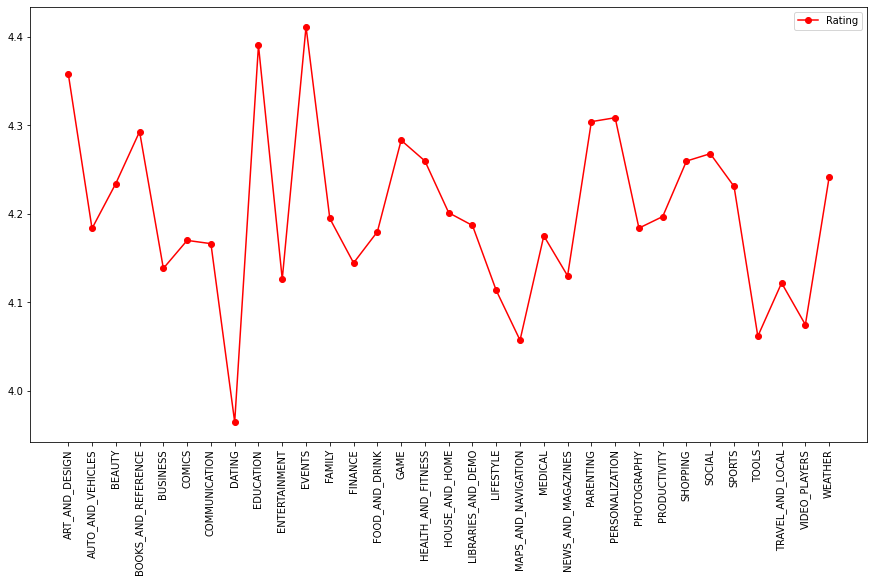 Rating
4.4
4.3
4.2
4.1
4.0
ART_AND_DESIGN
AUTO_AND_VEHICLES
BEAUTY
BOOKS_AND_REFERENCE
BUSINESS
COMICS
COMMUNICATION
DATING
EDUCATION
ENTERTAINMENT
EVENTS
FAMILY
FINANCE
FOOD_AND_DRINK
GAME
HEALTH_AND_FITNESS
HOUSE_AND_HOME
LIBRARIES_AND_DEMO
LIFESTYLE
MAPS_AND_NAVIGATION
MEDICAL
NEWS_AND_MAGAZINES
PARENTING
PERSONALIZATION
PHOTOGRAPHY
PRODUCTIVITY
SHOPPING
SOCIAL
SPORTS
TOOLS
TRAVEL_AND_LOCAL
VIDEO_PLAYERS
WEATHER